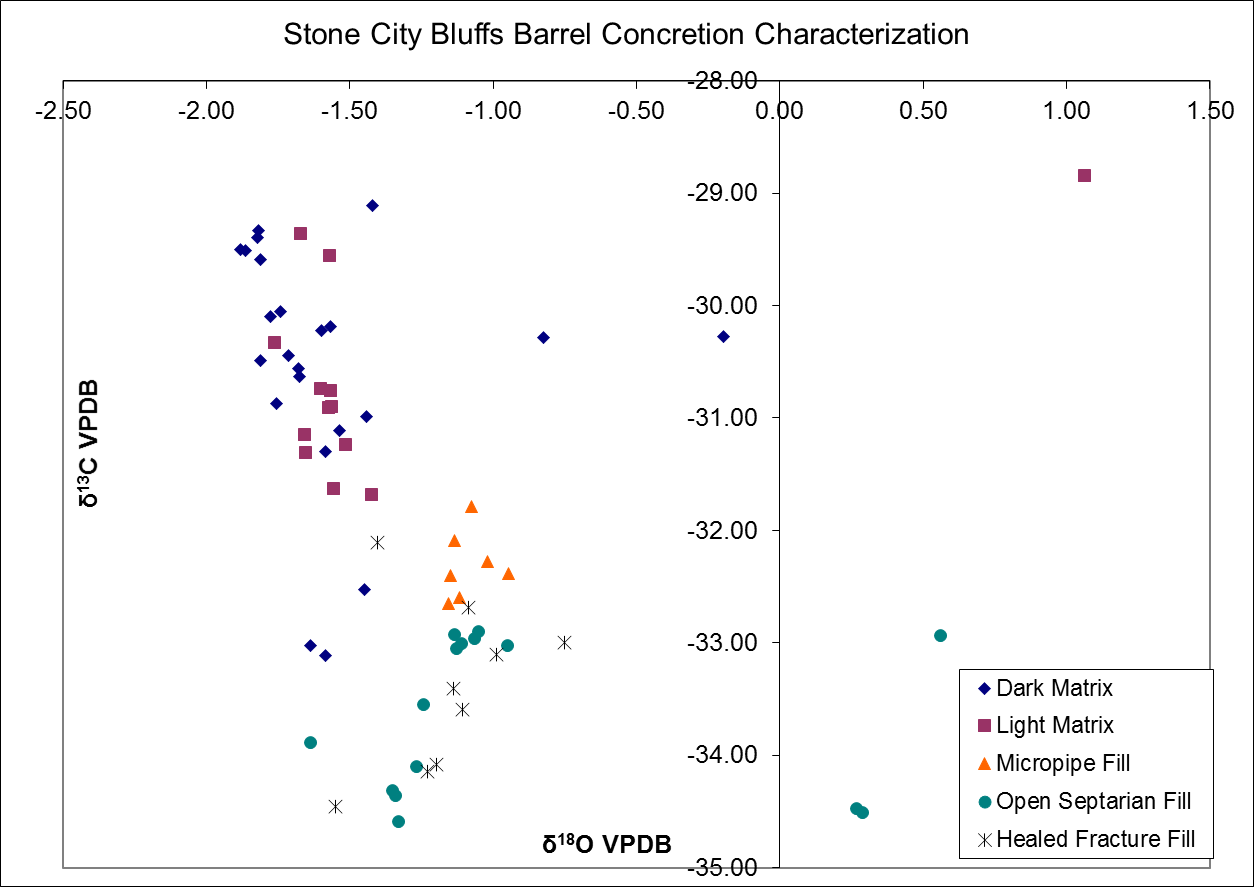 Stone City Bluffs Barrel Concretion Characterization
-28.00
-2.50 -2.00 -1.50 -1.00 -0.50 0.00 0.50 1.00 1.50
-29.00
-30.00
-31.00
-32.00
-33.00
-34.00
-35.00
δ¹³C VPDB
δ¹⁸O VPDB
Dark Matrix
Light Matrix
Micropipe Fill
Open Septarian Fill
Healed Fracture Fill